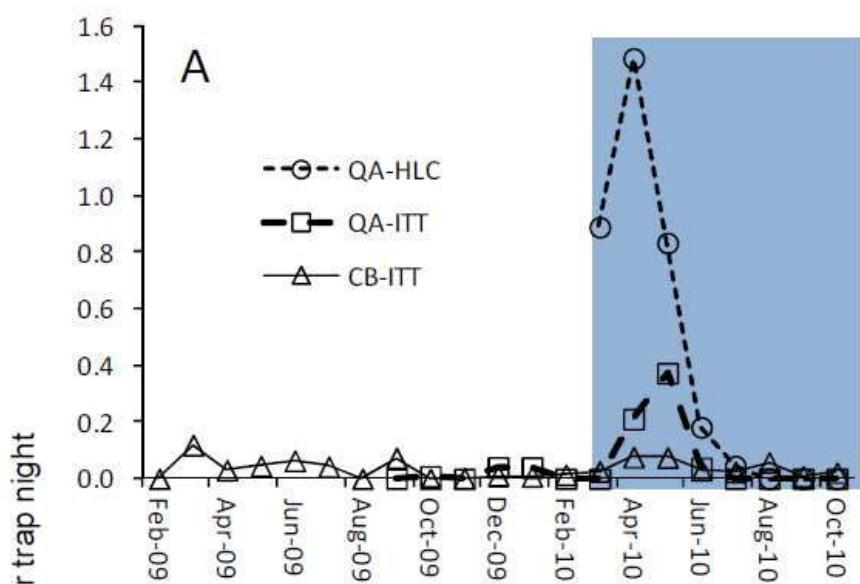 1.6
A
1.4
1.2
QA-HLC
1.0
QA-ITT
0.8
CB-ITT
0.6
0.4
0.2
0.0
r trap night
Feb-09
Apr-09
Jun-09
Aug-09
Oct-09
Dec-09
Feb-10
Apr-10
Jun-10
Aug-10
Oct-10